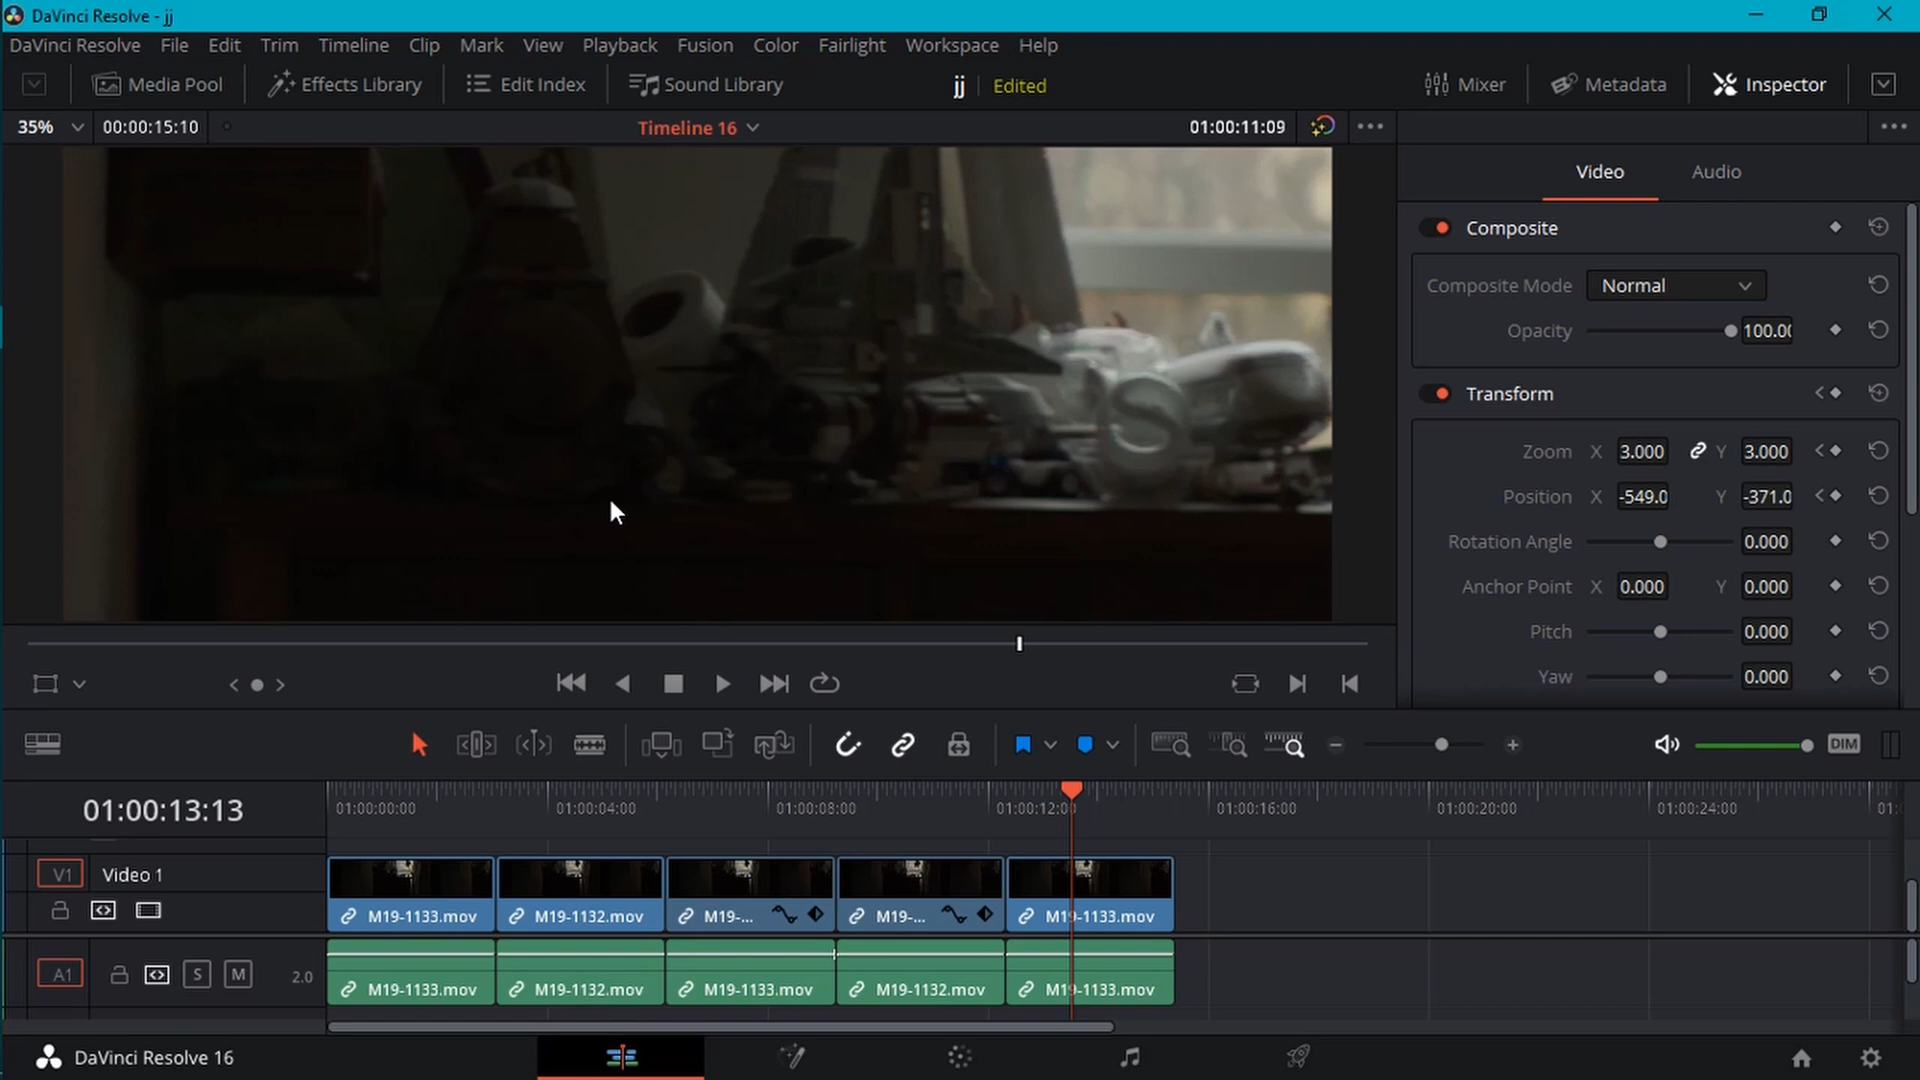 DaVinci Resolve - jj
DaVinci Resolve File Edit Trim Timeline Clip Mark View Playback Fusion Color Fairlight Workspace Help
Media Pool Effects Library Edit Index Sound Library jj Edited Mixer Metadata Inspector
35% 00:00:15:10 Timeline 16 01:00:11:09
Video Audio
Composite
Composite Mode Normal
Opacity 100.00
Transform
Zoom X 3.000 Y 3.000
Position X -549.0 Y -371.0
Rotation Angle 0.000
Anchor Point X 0.000 Y 0.000
Pitch 0.000
Yaw 0.000
S
DIM
01:00:13:13 01:00:00:00 01:00:04:00 01:00:08:00 01:00:12:00 01:00:16:00 01:00:20:00 01:00:24:00 01:
V1 Video 1
M19-1133.mov M19-1132.mov M19-... M19-... M19-1133.mov
A1 S M 2.0
M19-1133.mov M19-1132.mov M19-1133.mov M19-1132.mov M19-1133.mov
DaVinci Resolve 16